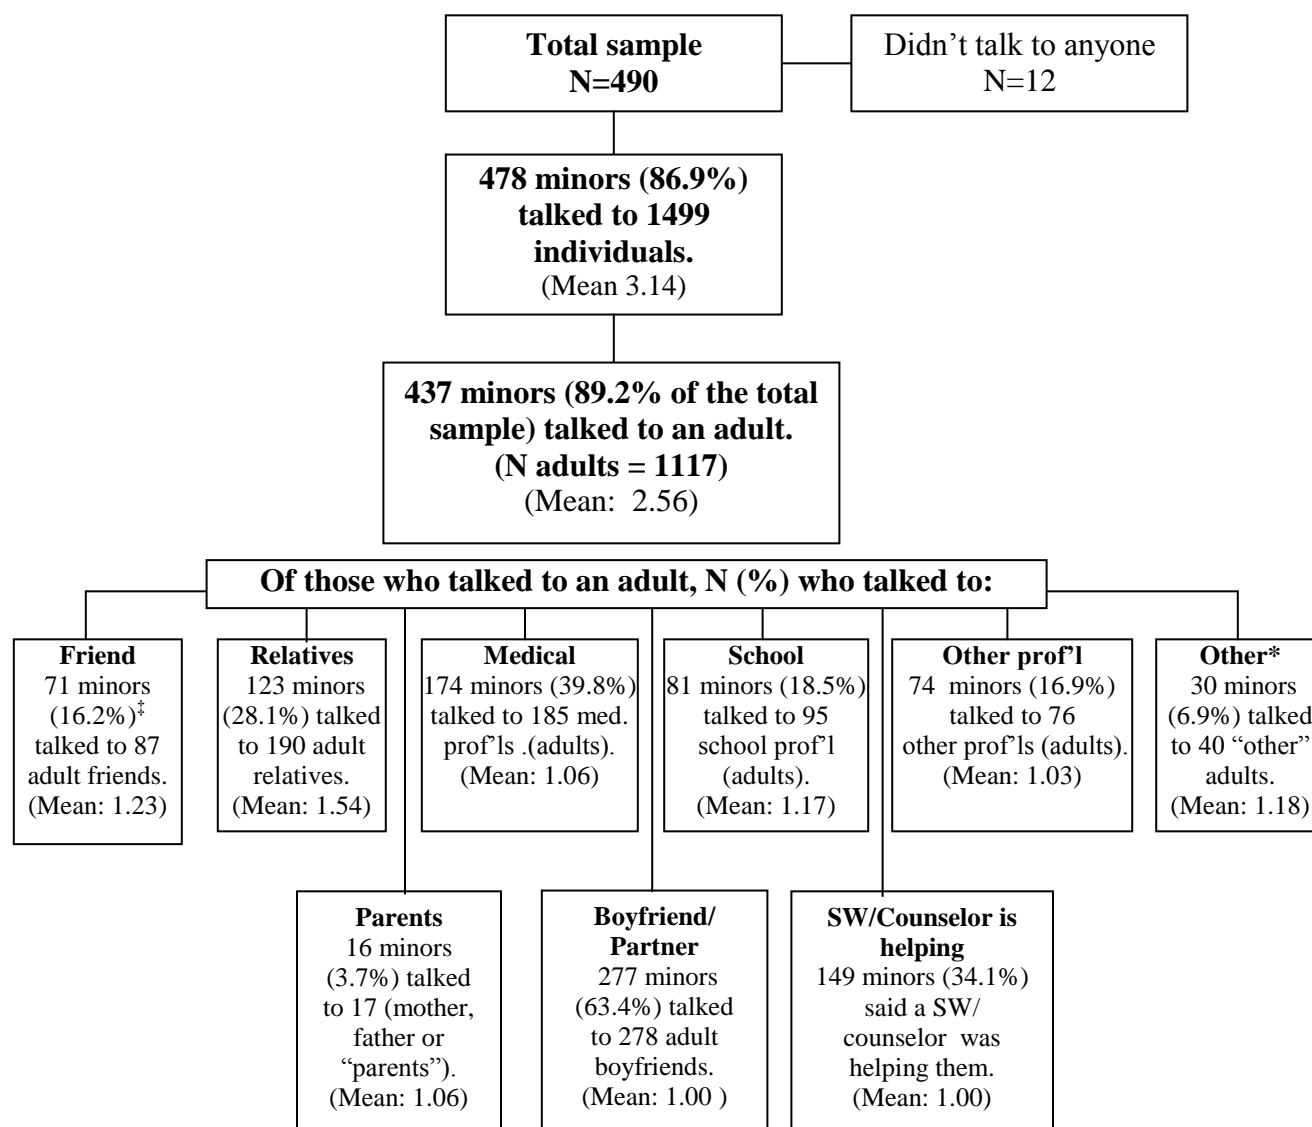 Total sample
N=490
Didn't talk to anyone
N=12
478 minors (86.9%)
talked to 1499
individuals.
(Mean 3.14)
437 minors (89.2% of the total
sample) talked to an adult.
(N adults = 1117)
(Mean:  2.56)
Of those who talked to an adult, N (%) who talked to:
Friend
71 minors
(16.2%)‡
talked to 87
adult friends.
(Mean: 1.23)
Relatives
123 minors
(28.1%) talked
to 190 adult
relatives.
(Mean: 1.54)
Medical
174 minors (39.8%)
talked to 185 med.
prof'ls .(adults).
(Mean: 1.06)
School
81 minors (18.5%)
talked to 95
school prof'l
(adults).
(Mean: 1.17)
Other prof'l
74  minors (16.9%)
talked to 76
other prof'ls (adults).
(Mean: 1.03)
Other*
30 minors
(6.9%) talked
to 40 “other”
adults.
(Mean: 1.18)
Parents
16 minors
(3.7%) talked
to 17 (mother,
father or
“parents”).
(Mean: 1.06)
Boyfriend/
Partner
277 minors
(63.4%) talked
to 278 adult
boyfriends.
(Mean: 1.00 )
SW/Counselor is
helping
149 minors (34.1%)
said a SW/
counselor  was
helping them.
(Mean: 1.00)